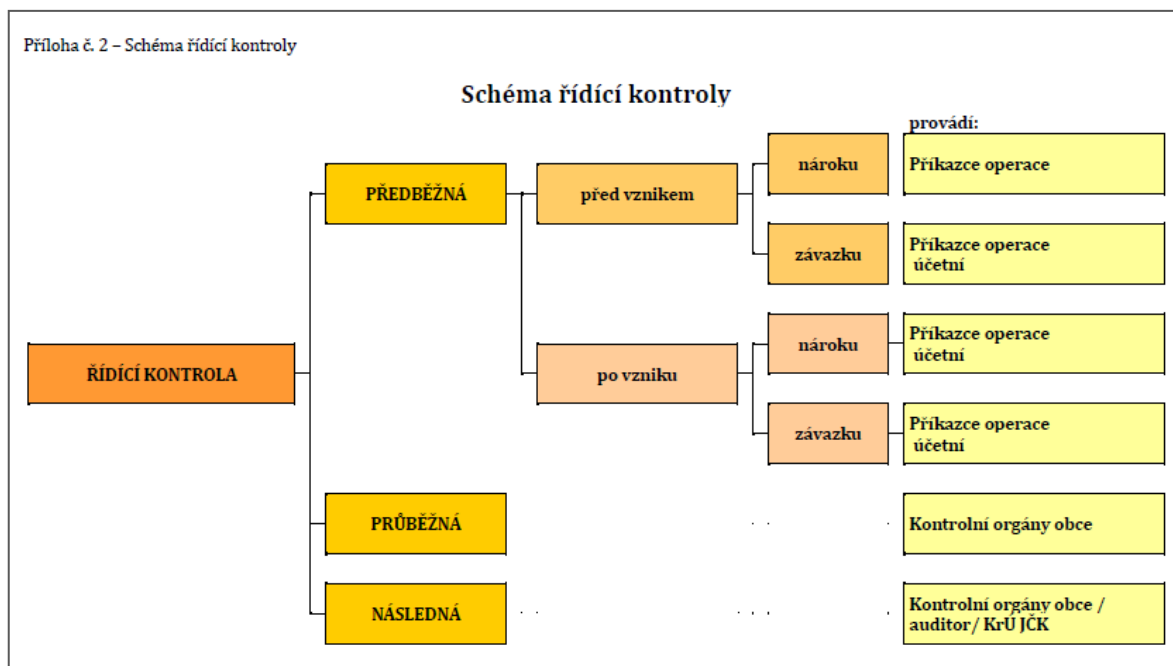 Příloha č. 2 – Schéma řídící kontroly
Schéma řídící kontroly
provádí:
nároku
Příkazce operace
PŘEDBĚŽNÁ
před vznikem
závazku
Příkazce operace
účetní
nároku
Příkazce operace
účetní
ŘÍDÍCÍ KONTROLA
po vzniku
závazku
Příkazce operace
účetní
PRŮBĚŽNÁ
Kontrolní orgány obce
NÁSLEDNÁ
Kontrolní orgány obce /
auditor/ KrÚ JČK